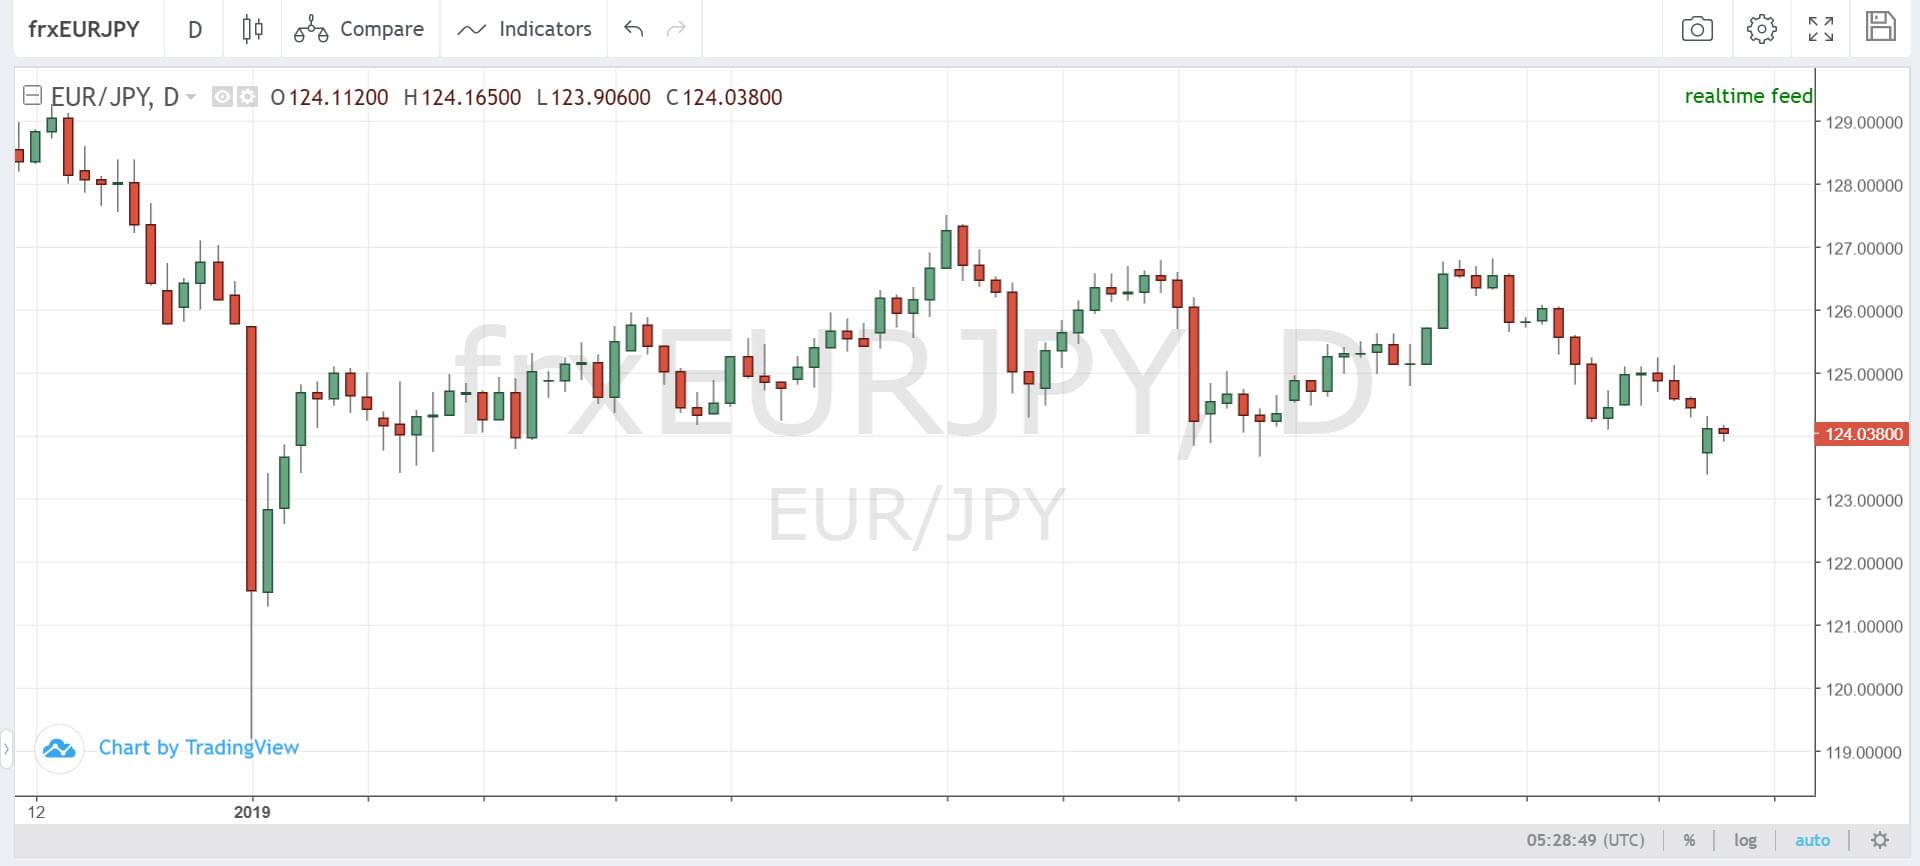 frxEURJPY D Compare Indicators
EUR/JPY, D O124.11200 H124.16500 L123.90600 C124.03800
realtime feed
129.00000
128.00000
127.00000
126.00000
125.00000
124.03800
123.00000
122.00000
121.00000
120.00000
119.00000
frxEURJPY, D
EUR/JPY
Chart by TradingView
12 2019
05:28:49 (UTC) % log auto